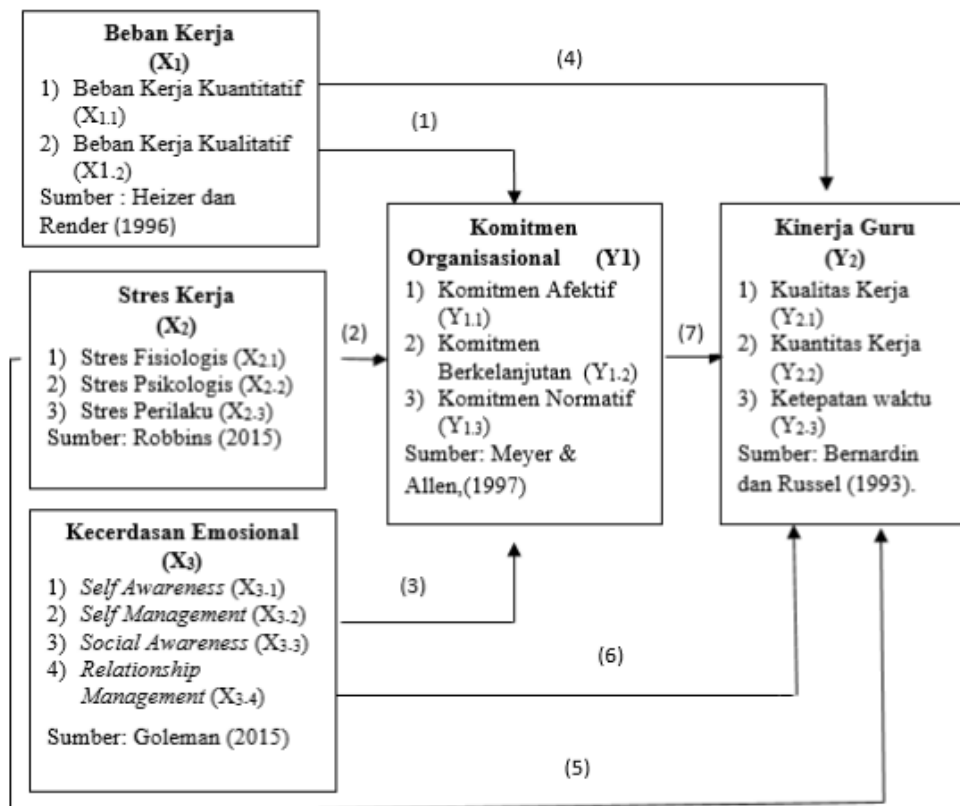 Beban Kerja
(X1)
1) Beban Kerja Kuantitatif
(X1.1)
2) Beban Kerja Kualitatif
(X1.2)
Sumber : Heizer dan
Render (1996)
(4)
(1)
Stres Kerja
(X2)
1) Stres Fisiologis (X2.1)
2) Stres Psikologis (X2.2)
3) Stres Perilaku (X2.3)
Sumber: Robbins (2015)
(2)
Kecerdasan Emosional
(X3)
1) Self Awareness (X3.1)
2) Self Management (X3.2)
3) Social Awareness (X3.3)
4) Relationship
Management (X3.4)
Sumber: Goleman (2015)
(3)
Komitmen
Organisasional (Y1)
1) Komitmen Afektif
(Y1.1)
2) Komitmen
Berkelanjutan (Y1.2)
3) Komitmen Normatif
(Y1.3)
Sumber: Meyer &
Allen,(1997)
(7)
Kinerja Guru
(Y2)
1) Kualitas Kerja
(Y2.1)
2) Kuantitas Kerja
(Y2.2)
3) Ketepatan waktu
(Y2.3)
Sumber: Bernardin
dan Russel (1993).
(6)
(5)